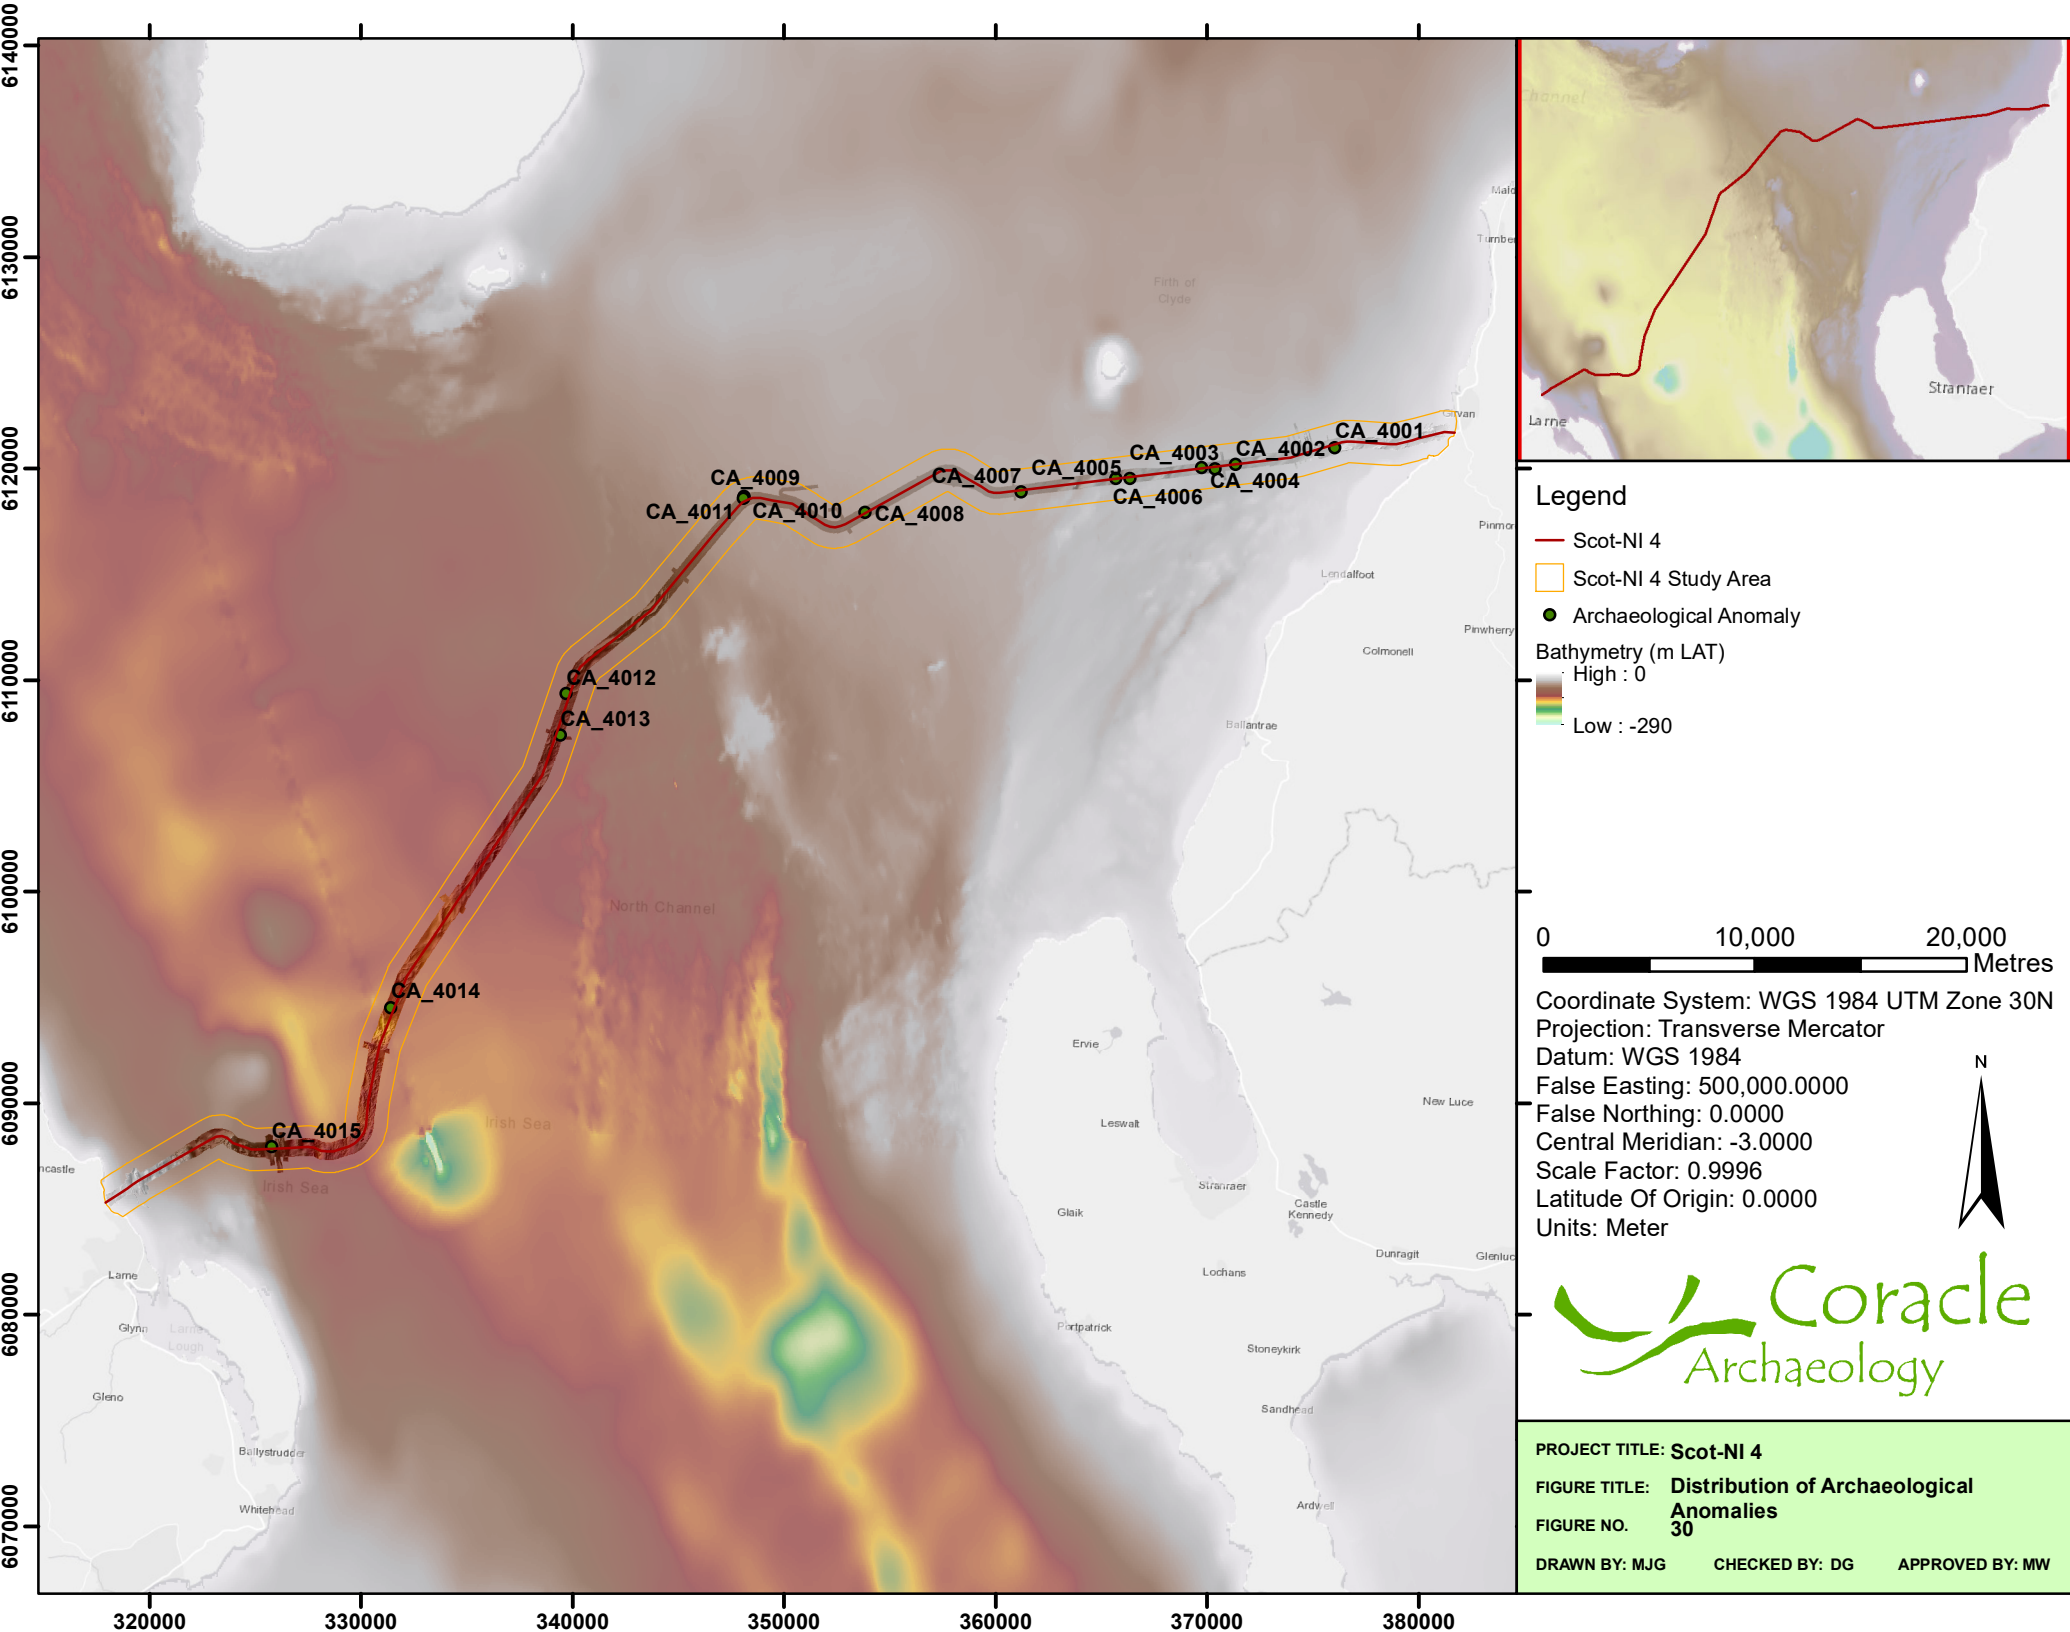 6140000
6130000
6120000
6110000
6100000
6090000
6080000
6070000
320000
330000
340000
350000
360000
370000
380000
Turnber
Firth of
Clyde
Girvan
CA_4001
CA_4003
CA_4002
CA_4005
CA_4007
CA_4009
CA_4004
CA_4006
CA_4011
CA_4010
CA_4008
Pinmor
Lendalfoot
Pinwherry
Colmonell
CA_4012
CA_4013
Ballantrae
North Channel
CA_4014
Ervie
New Luce
Leswalt
Irish Sea
CA_4015
ncastle
Irish Sea
Stranraer
Castle
Kennedy
Glaik
Dunragit
Glenluc
Larne
Lochans
Glynn
Larne
Lough
Portpatrick
Stoneykirk
Gleno
Sandhead
Ballystrudder
Whitehead
Ardwell
Channel
Stranraer
Larne
Legend
Scot-NI 4
Scot-NI 4 Study Area
Archaeological Anomaly
Bathymetry (m LAT)
High : 0
Low : -290
0 10,000 20,000
Metres
Coordinate System: WGS 1984 UTM Zone 30N
Projection: Transverse Mercator
Datum: WGS 1984
False Easting: 500,000.0000
False Northing: 0.0000
Central Meridian: -3.0000
Scale Factor: 0.9996
Latitude Of Origin: 0.0000
Units: Meter
N
Coracle
Archaeology
PROJECT TITLE: Scot-NI 4
FIGURE TITLE: Distribution of Archaeological
Anomalies
FIGURE NO. 30
DRAWN BY: MJG CHECKED BY: DG APPROVED BY: MW